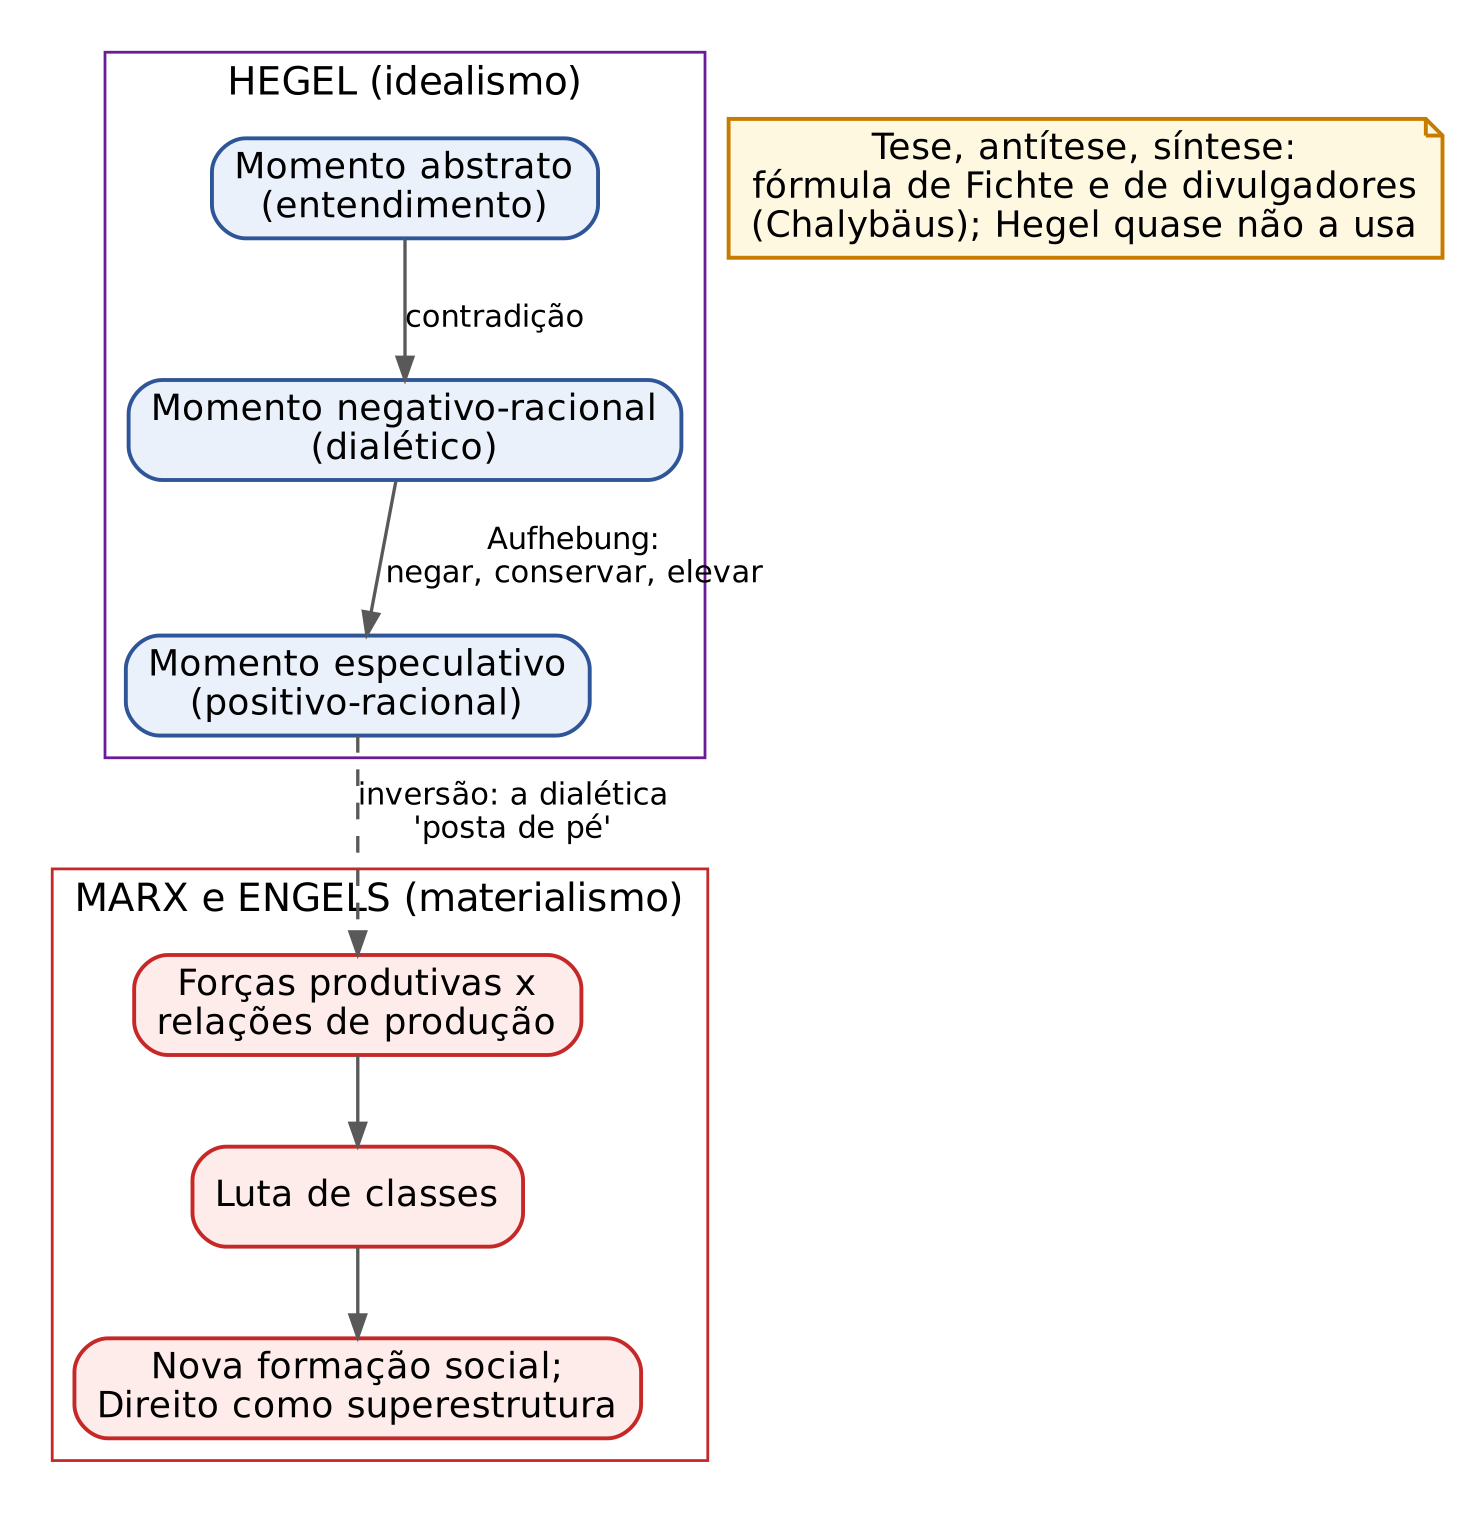 HEGEL (idealismo)
Momento abstrato
(entendimento)
Tese, antítese, síntese:
fórmula de Fichte e de divulgadores
(Chalybäus); Hegel quase não a usa
contradição
Momento negativo-racional
(dialético)
Aufhebung:
negar, conservar, elevar
Momento especulativo
(positivo-racional)
inversão: a dialética
'posta de pé'
MARX e ENGELS (materialismo)
Forças produtivas x
relações de produção
Luta de classes
Nova formação social;
Direito como superestrutura